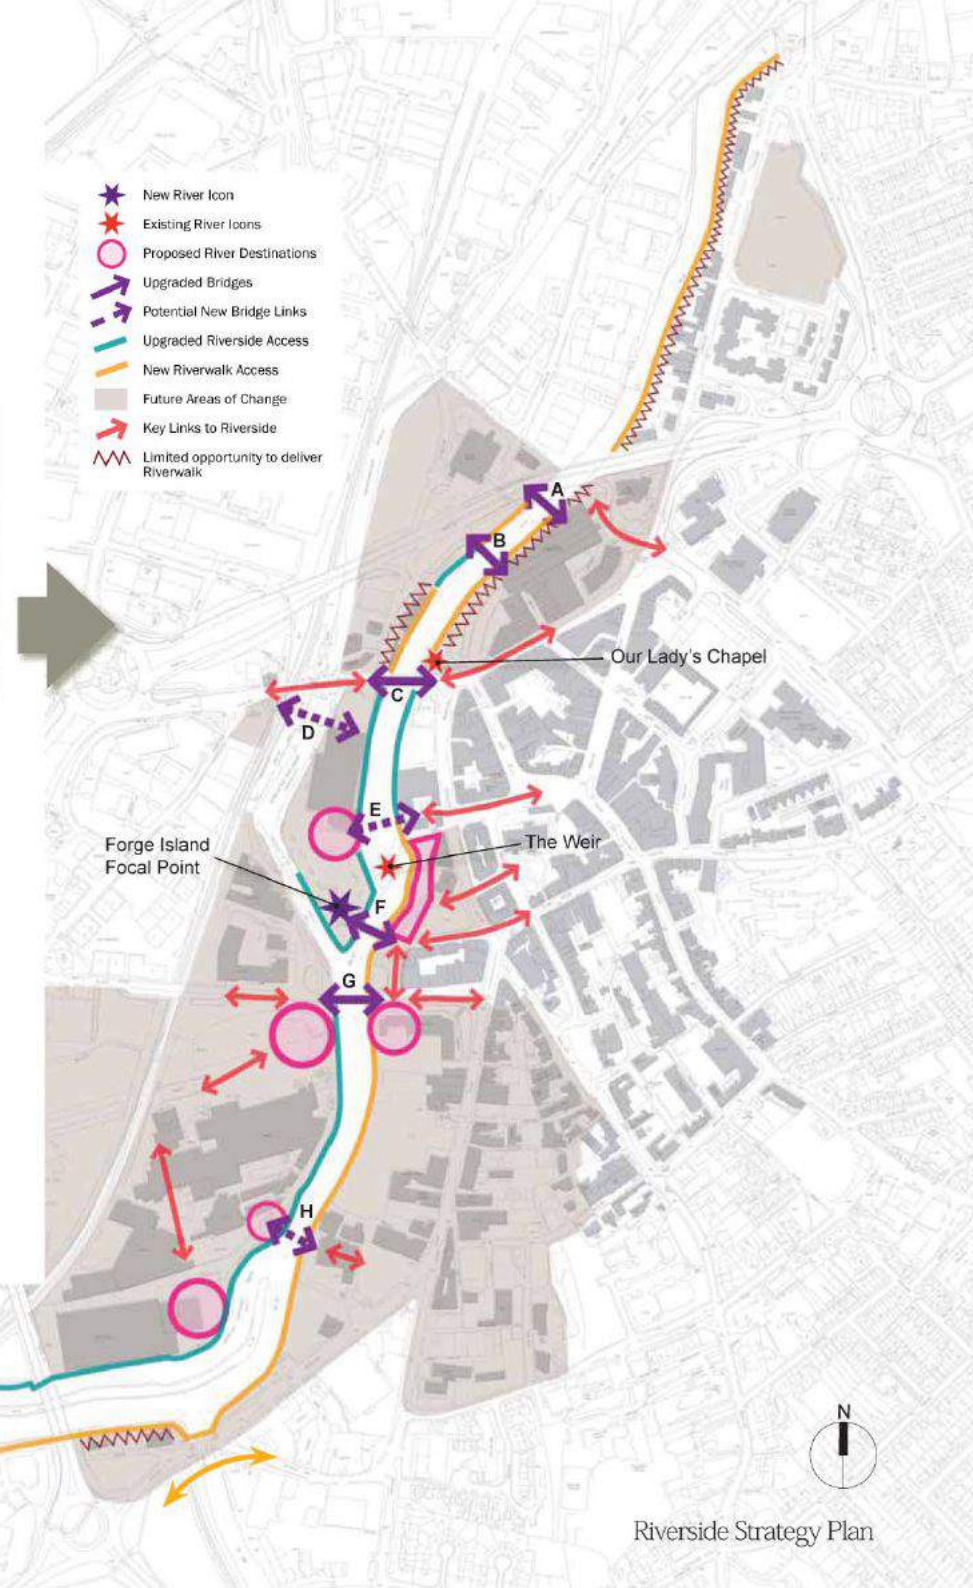 New River Icon
Existing River Icons
Proposed River Destinations
Upgraded Bridges
Potential New Bridge Links
Upgraded Riverside Access
New Riverwalk Access
Future Areas of Change
Key Links to Riverside
Limited opportunity to deliver
Riverwalk
A
B
Our Lady's Chapel
C
D
E
Forge Island
Focal Point
The Weir
F
G
H
N
Riverside Strategy Plan